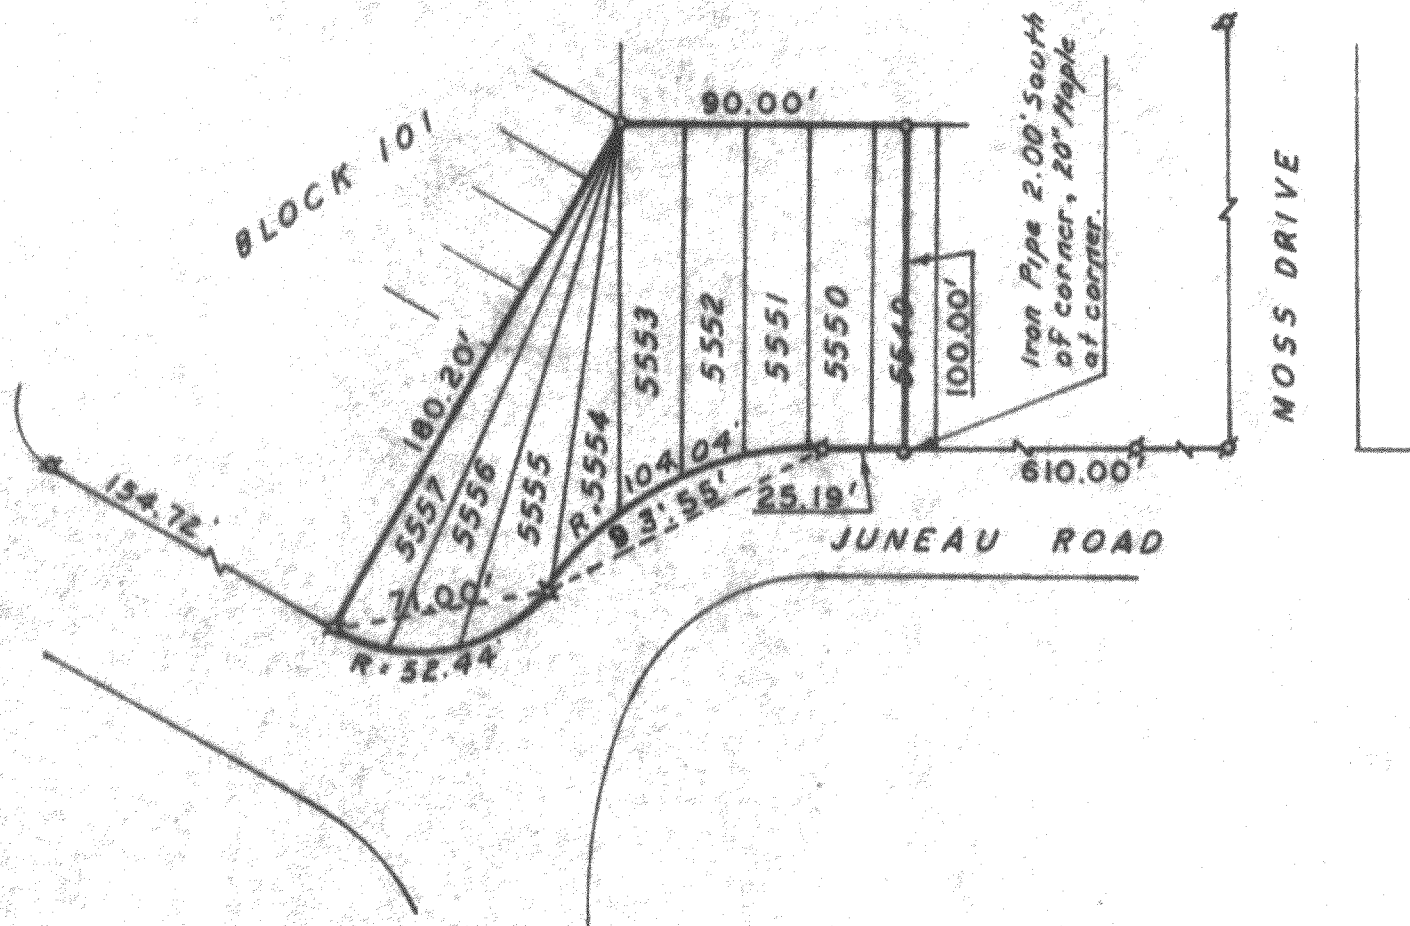 BLOCK 101
90.00'
Iron Pipe 2.00' South
of corner, 20" Maple
at corner.
MOSS DRIVE
180.20'
5553
5552
5551
5550
100.00'
154.72'
5557
5556
5555
5554
R. 104.04'
93.55'
25.19'
610.00'
JUNEAU ROAD
71.00'
R. 52.44'